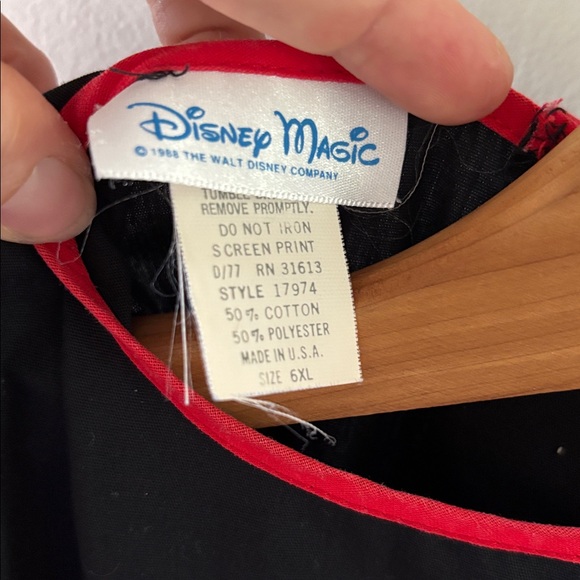 DISNEY MAGIC
© 1988 THE WALT DISNEY COMPANY
TUMBLE
REMOVE PROMPTLY.
DO NOT IRON
SCREEN PRINT
D/77 RN 31613
STYLE 17974
50% COTTON
50% POLYESTER
MADE IN U.S.A.
SIZE 6XL